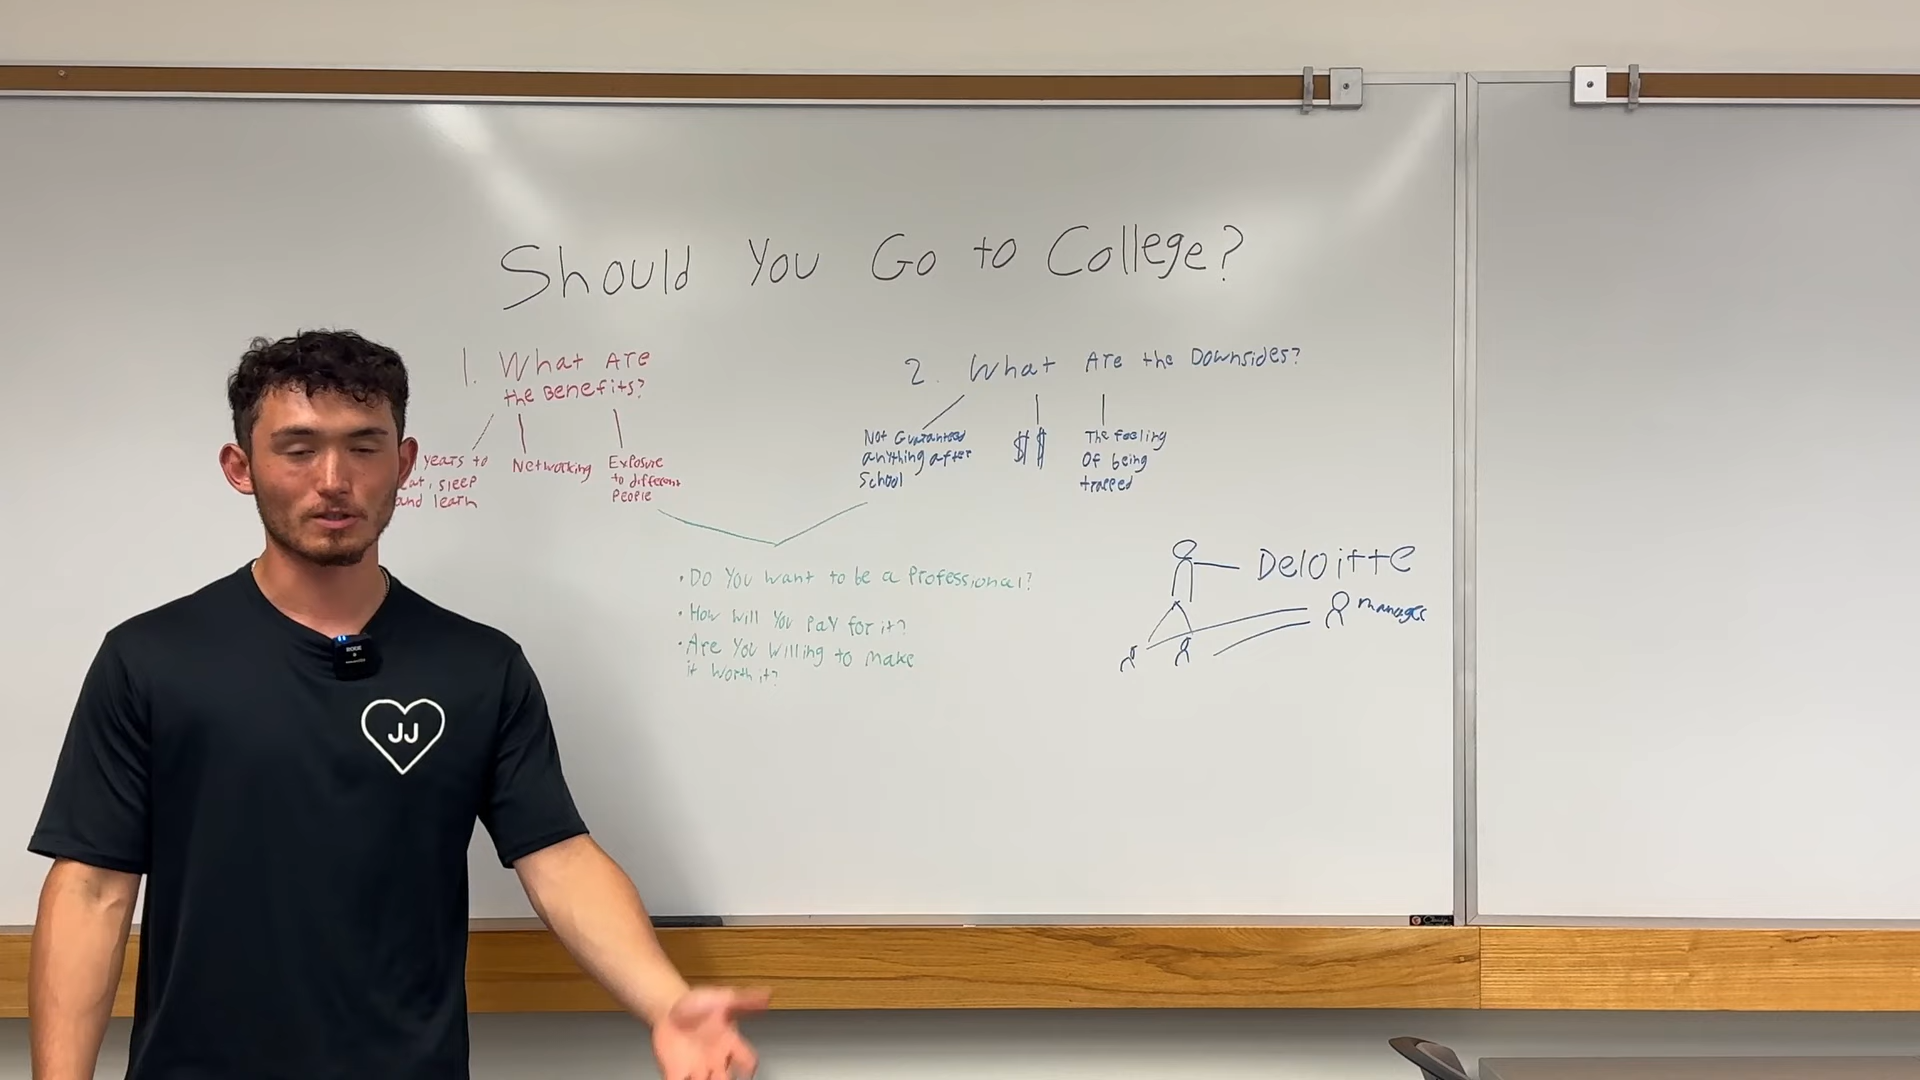 Should You Go to College?
1. What Are
the Benefits?
years to
eat, sleep
and learn
Networking
Exposure
to different
People
2. What Are the Downsides?
Not Guaranteed
anything after
School
$$
The feeling
Of being
trapped
• Do You want to be a Professional?
• How will You Pay for it?
• Are You willing to make
it worth it?
Deloitte
manager
JJ